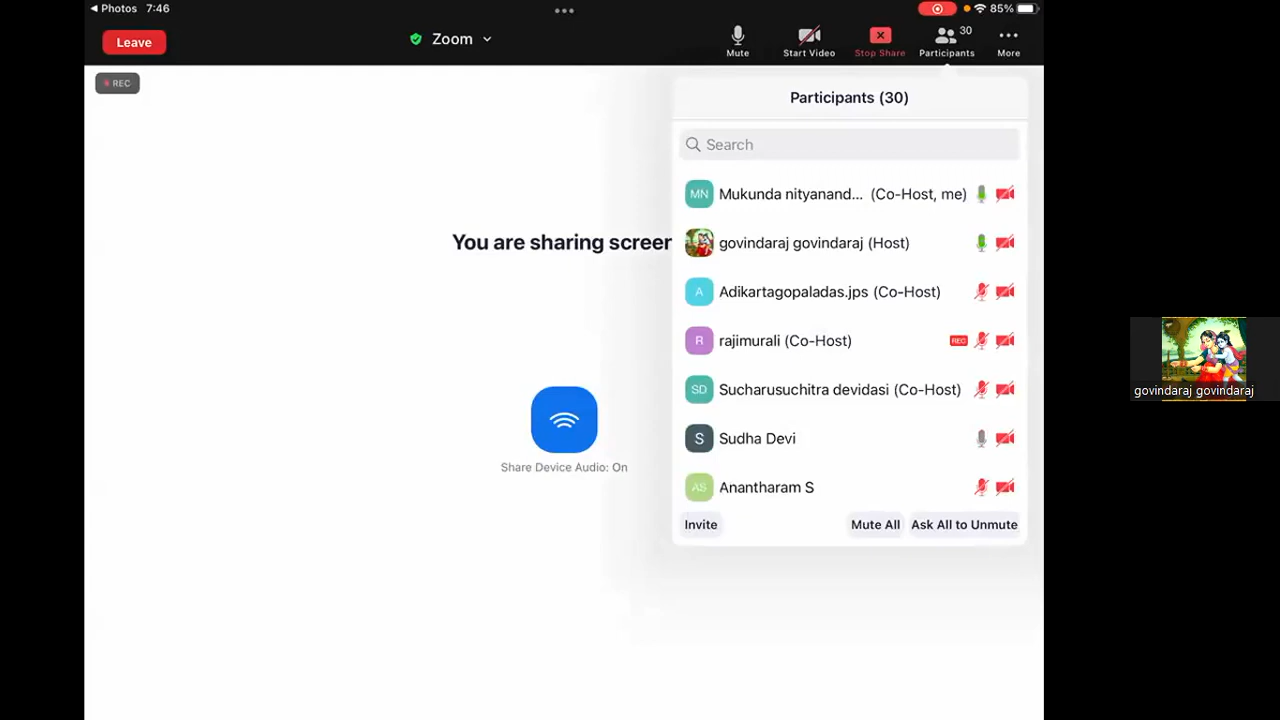 Photos 7:46
85%
Leave
Zoom
Mute
Start Video
Stop Share
30
Participants
More
REC
Participants (30)
Search
MN Mukunda nityanand... (Co-Host, me)
govindaraj govindaraj (Host)
A Adikartagopaladas.jps (Co-Host)
R rajimurali (Co-Host) REC
SD Sucharusuchitra devidasi (Co-Host)
S Sudha Devi
AS Anantharam S
Invite
Mute All
Ask All to Unmute
You are sharing screen
Share Device Audio: On
govindaraj govindaraj